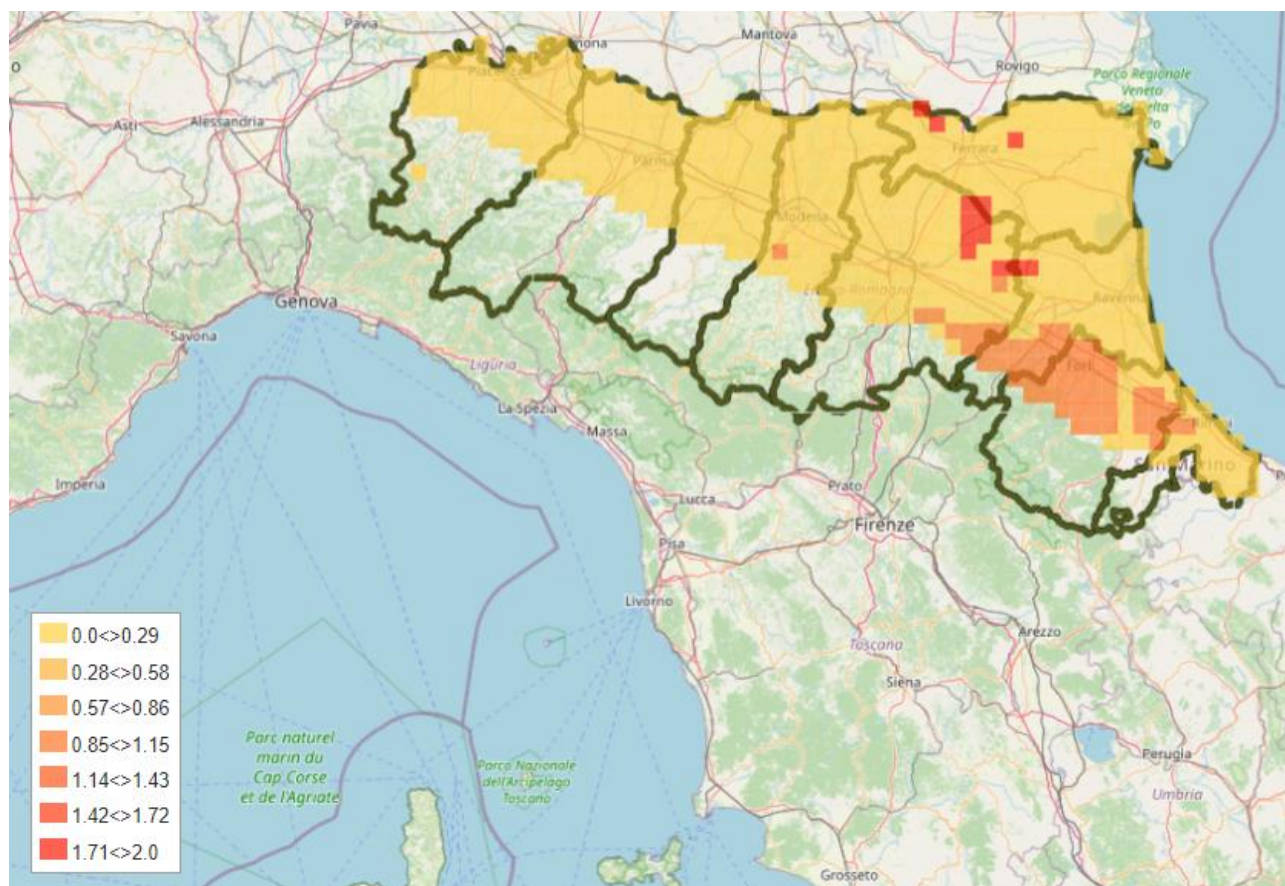 Pavia
Mantova
Rovigo
Parco Regionale
Veneto
Piacenza
Asti
Alessandria
Ferrara
Parma
Modena
Genova
Savona
Ravenna
Liguria
La Spezia
Massa
Forlì
San Marino
Imperia
Lucca
Prato
Firenze
Pisa
Livorno
Arezzo
Toscana
Siena
Parc naturel
marin du
Cap Corse
et de l'Agriate
Parco Nazionale
dell'Arcipelago
Toscano
Perugia
Umbria
Grosseto
0.0<>0.29
0.28<>0.58
0.57<>0.86
0.85<>1.15
1.14<>1.43
1.42<>1.72
1.71<>2.0